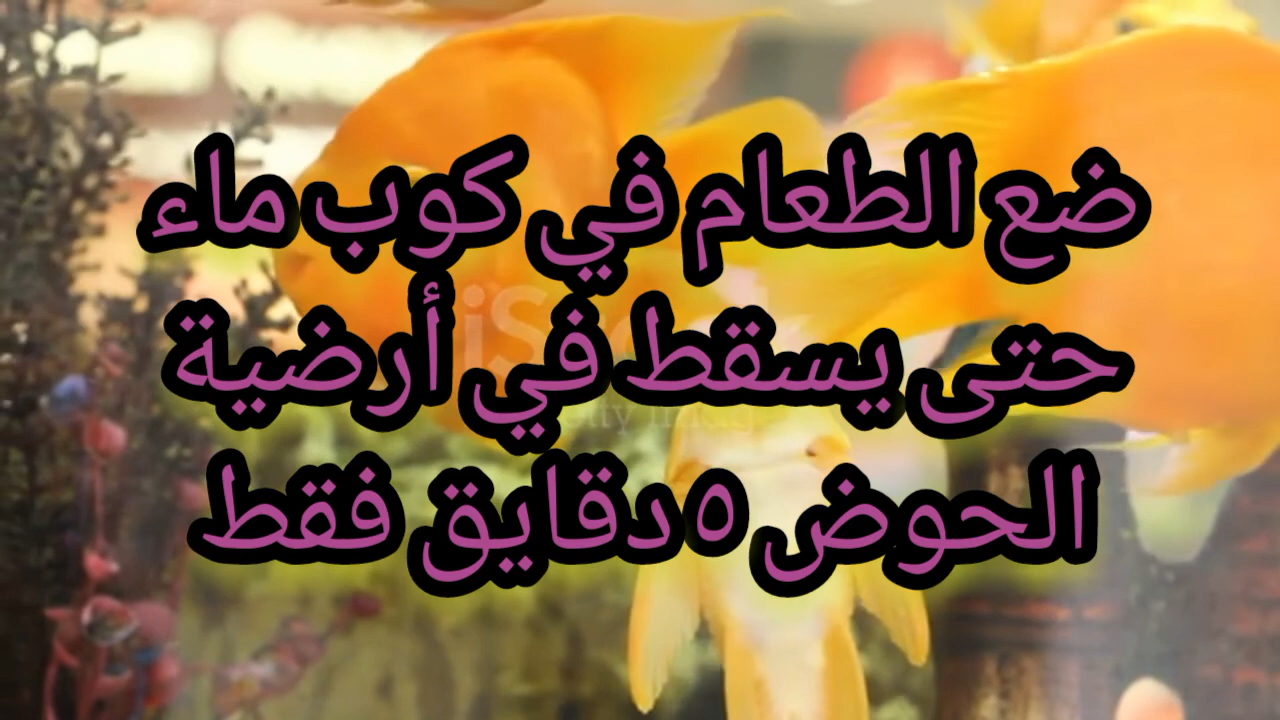 ضع الطعام في كوب ماء
حتى يسقط في أرضية
الحوض ٥ دقايق فقط